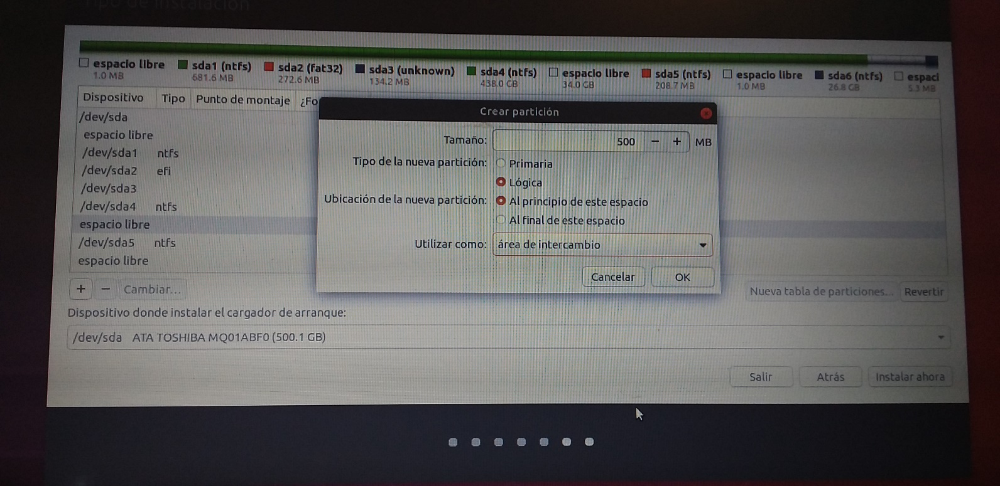 Tipo de instalación
espacio libre
1.0 MB
sda1 (ntfs)
681.6 MB
sda2 (fat32)
272.6 MB
sda3 (unknown)
134.2 MB
sda4 (ntfs)
438.0 GB
espacio libre
34.0 GB
sda5 (ntfs)
208.7 MB
espacio libre
1.0 MB
sda6 (ntfs)
26.8 GB
espaci
5.3 MB
Dispositivo Tipo Punto de montaje ¿Fo
/dev/sda
espacio libre
/dev/sda1 ntfs
/dev/sda2 efi
/dev/sda3
/dev/sda4 ntfs
espacio libre
/dev/sda5 ntfs
espacio libre
Crear partición
Tamaño: 500 − + MB
Tipo de la nueva partición: Primaria
Lógica
Ubicación de la nueva partición: Al principio de este espacio
Al final de este espacio
Utilizar como: área de intercambio
Cancelar OK
+ − Cambiar... Nueva tabla de particiones... Revertir
Dispositivo donde instalar el cargador de arranque:
/dev/sda ATA TOSHIBA MQ01ABF0 (500.1 GB)
Salir Atrás Instalar ahora